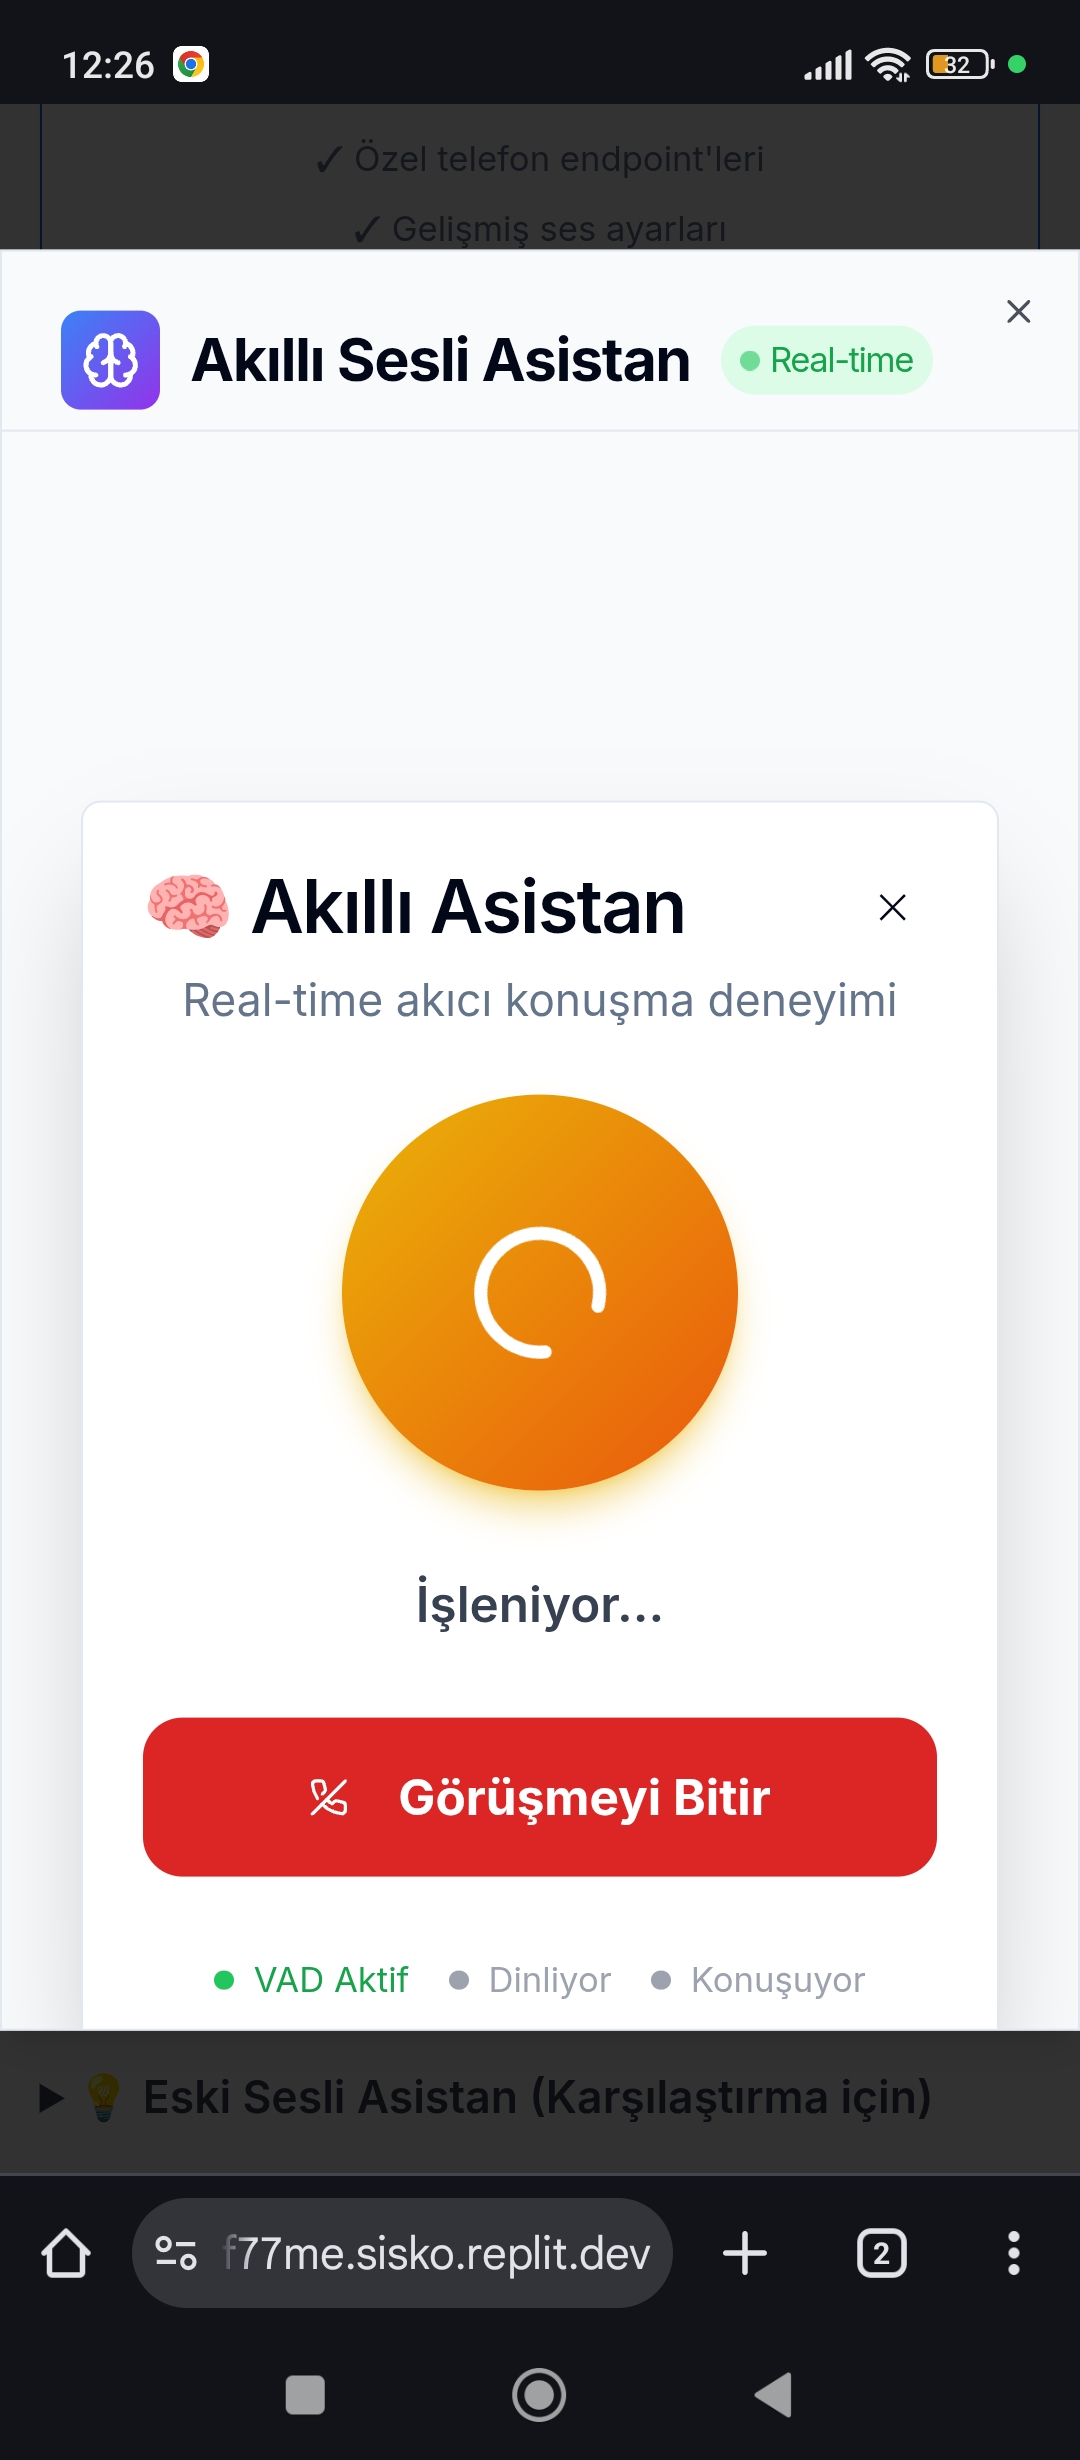 12:26
32
✓ Özel telefon endpoint'leri
✓ Gelişmiş ses ayarları
Akıllı Sesli Asistan
Real-time
Akıllı Asistan
Real-time akıcı konuşma deneyimi
İşleniyor...
Görüşmeyi Bitir
VAD Aktif
Dinliyor
Konuşuyor
Eski Sesli Asistan (Karşılaştırma için)
f77me.sisko.replit.dev
2